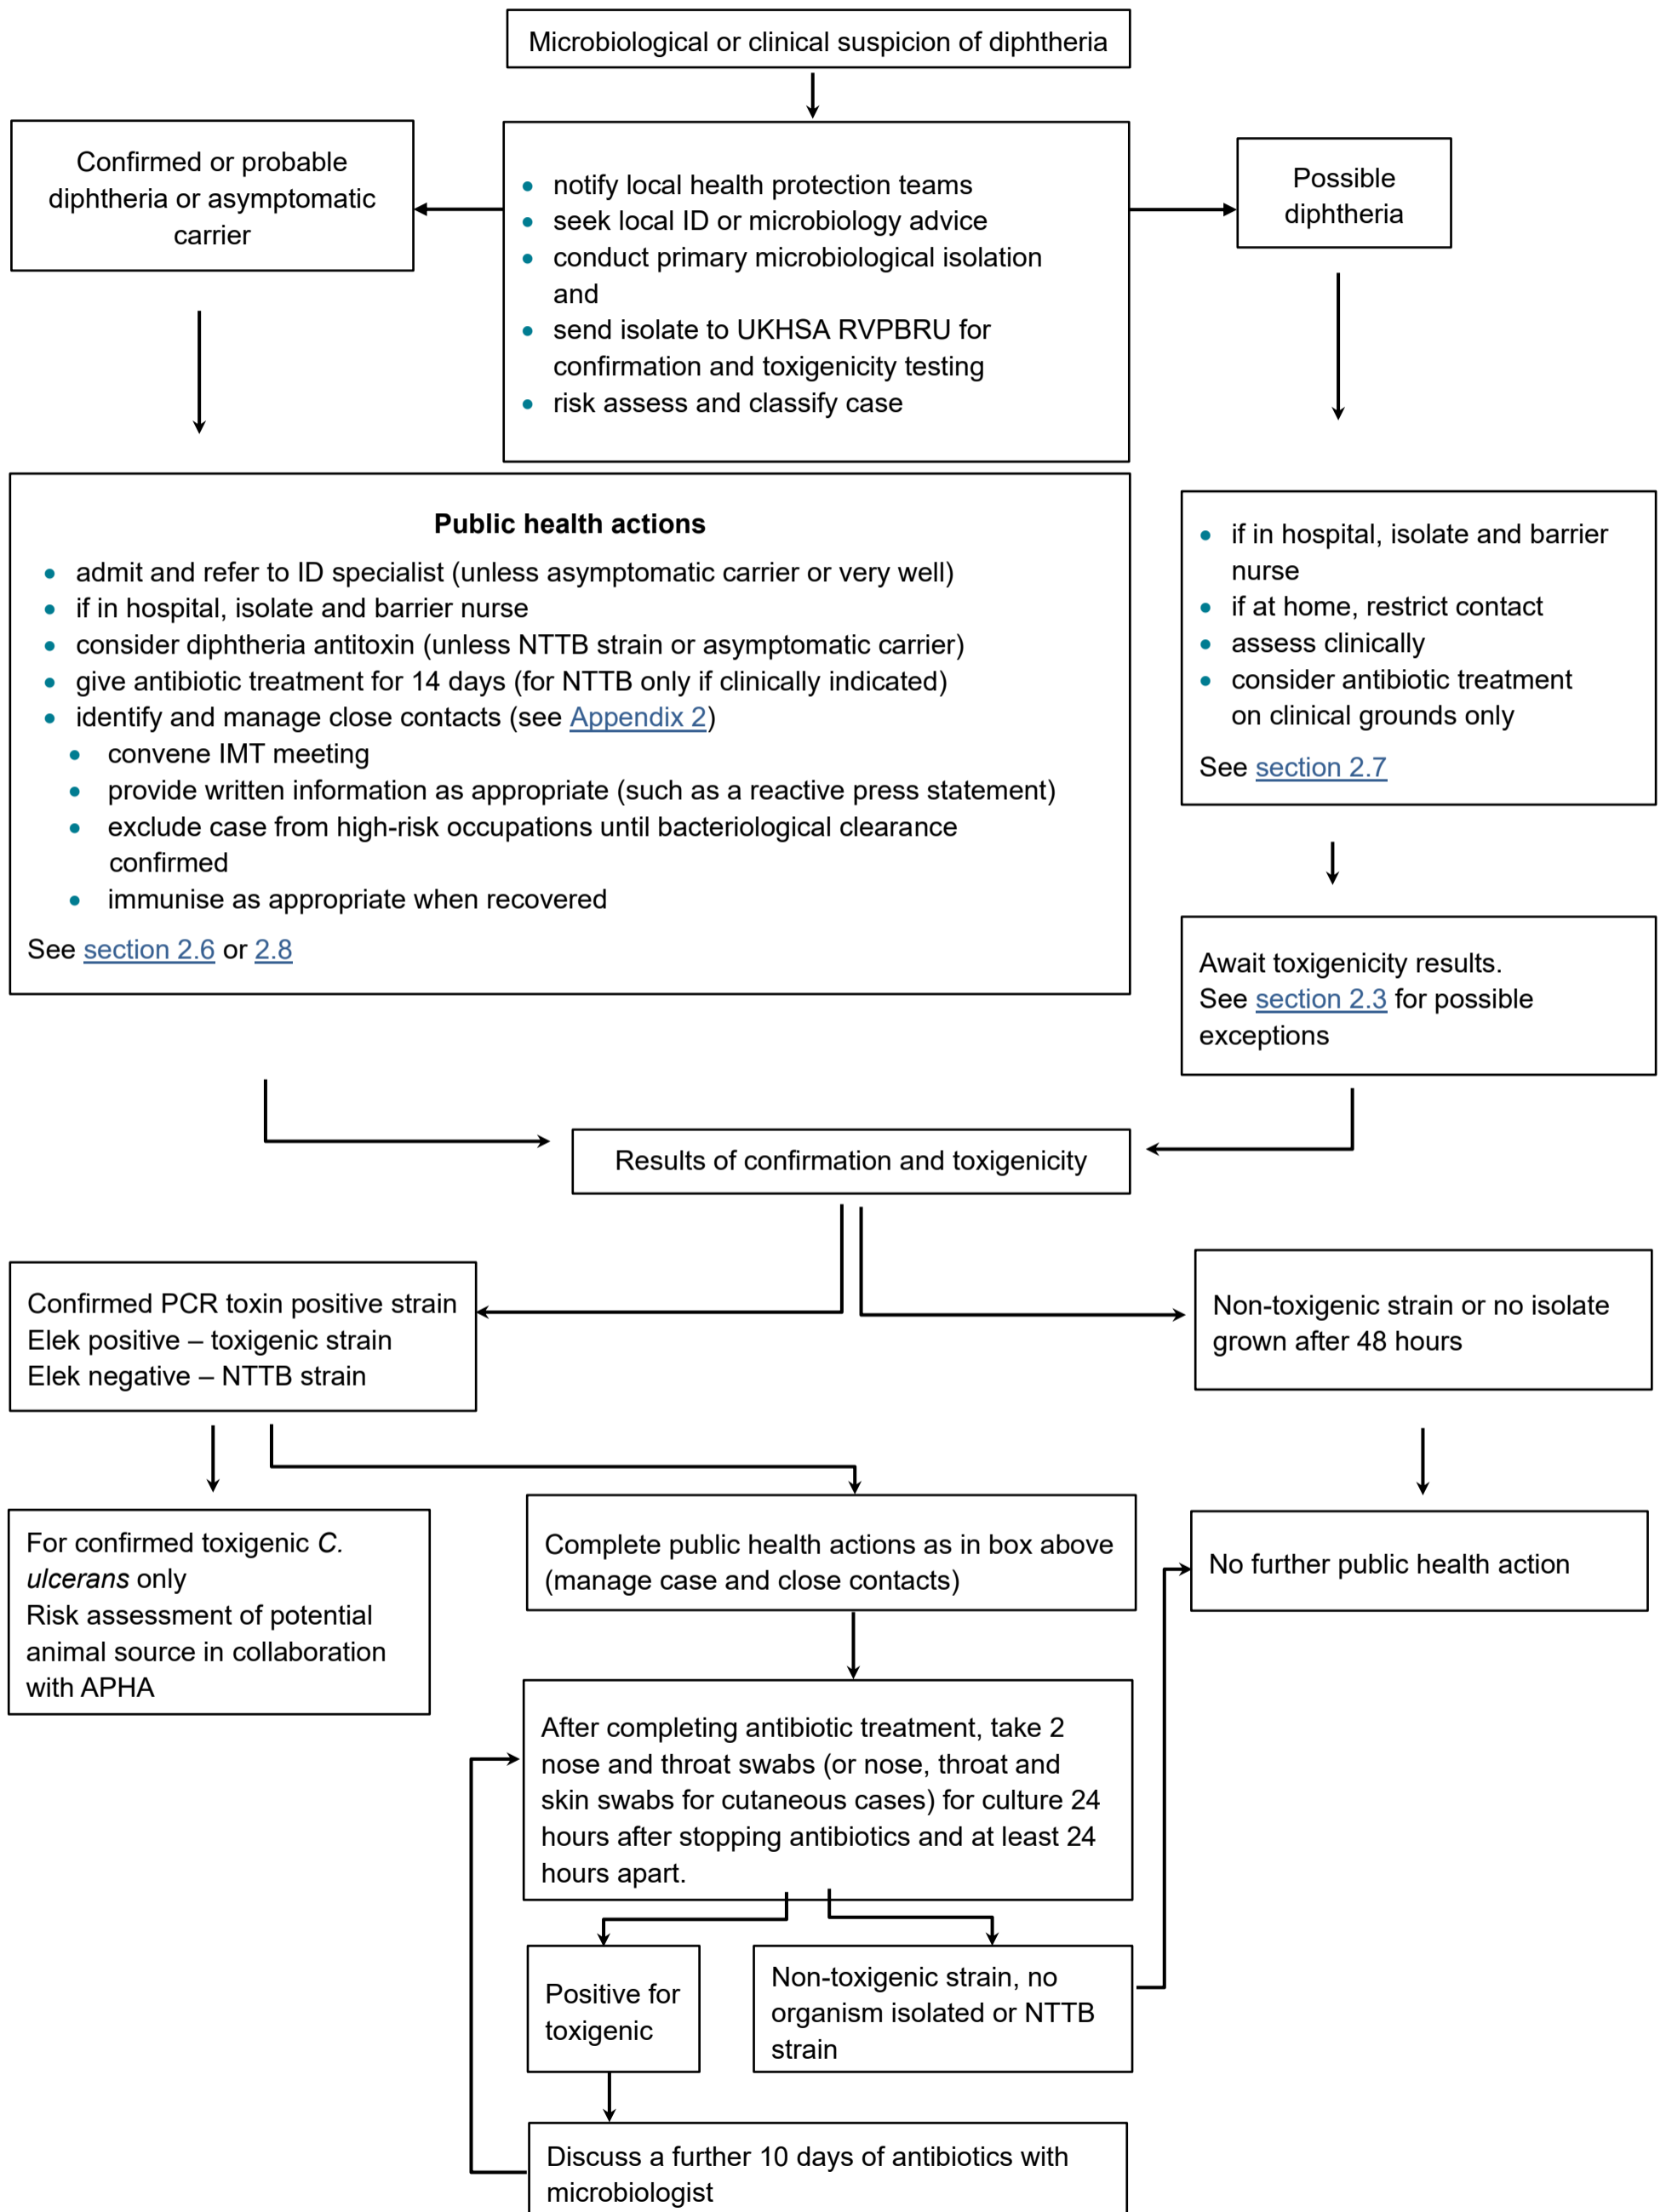 Microbiological or clinical suspicion of diphtheria
Confirmed or probable
diphtheria or asymptomatic
carrier
• notify local health protection teams
• seek local ID or microbiology advice
• conduct primary microbiological isolation
and
• send isolate to UKHSA RVPBRU for
confirmation and toxigenicity testing
• risk assess and classify case
Possible
diphtheria
Public health actions
• admit and refer to ID specialist (unless asymptomatic carrier or very well)
• if in hospital, isolate and barrier nurse
• consider diphtheria antitoxin (unless NTTB strain or asymptomatic carrier)
• give antibiotic treatment for 14 days (for NTTB only if clinically indicated)
• identify and manage close contacts (see Appendix 2)
• convene IMT meeting
• provide written information as appropriate (such as a reactive press statement)
• exclude case from high-risk occupations until bacteriological clearance
confirmed
• immunise as appropriate when recovered
See section 2.6 or 2.8
• if in hospital, isolate and barrier
nurse
• if at home, restrict contact
• assess clinically
• consider antibiotic treatment
on clinical grounds only
See section 2.7
Await toxigenicity results.
See section 2.3 for possible
exceptions
Results of confirmation and toxigenicity
Confirmed PCR toxin positive strain
Elek positive – toxigenic strain
Elek negative – NTTB strain
Non-toxigenic strain or no isolate
grown after 48 hours
For confirmed toxigenic C.
ulcerans only
Risk assessment of potential
animal source in collaboration
with APHA
Complete public health actions as in box above
(manage case and close contacts)
No further public health action
After completing antibiotic treatment, take 2
nose and throat swabs (or nose, throat and
skin swabs for cutaneous cases) for culture 24
hours after stopping antibiotics and at least 24
hours apart.
Positive for
toxigenic
Non-toxigenic strain, no
organism isolated or NTTB
strain
Discuss a further 10 days of antibiotics with
microbiologist